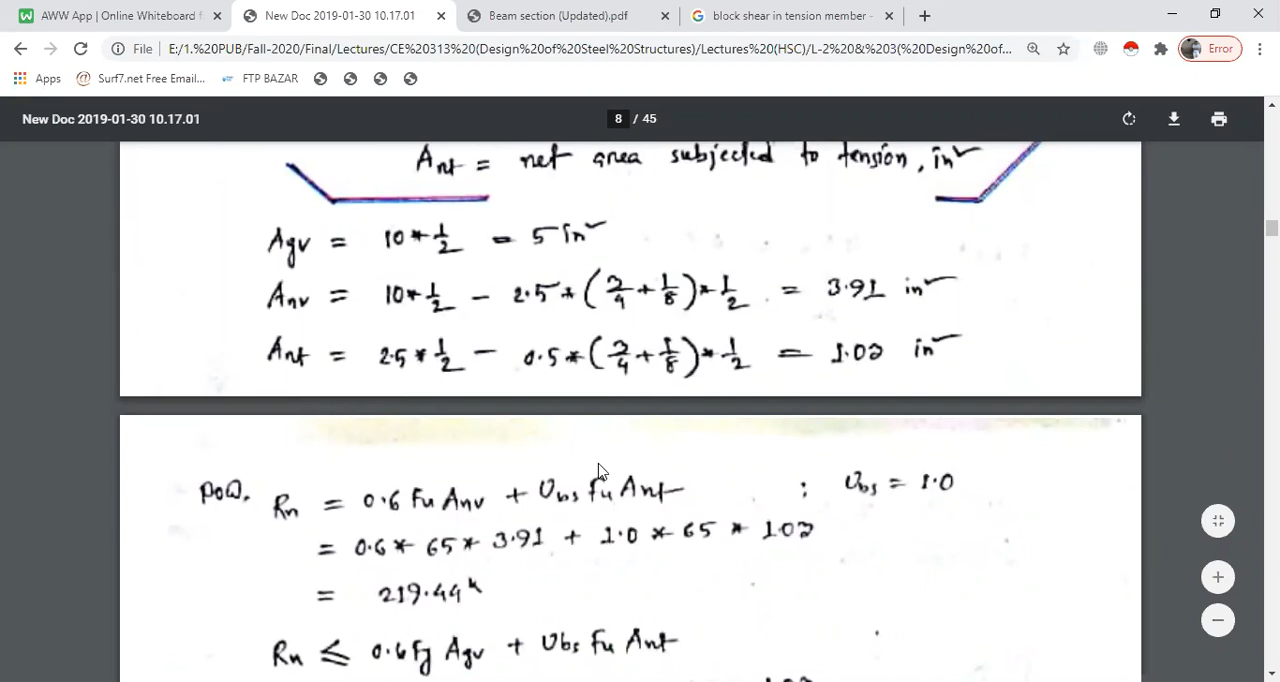 AWW App | Online Whiteboard f
New Doc 2019-01-30 10.17.01
Beam section (Updated).pdf
block shear in tension member -
File
E:/1.%20PUB/Fall-2020/Final/Lectures/CE%20313%20(Design%20of%20Steel%20Structures)/Lectures%20(HSC)/L-2%20&%203(%20Design%20of...
Error
Apps
Surf7.net Free Email...
FTP BAZAR
New Doc 2019-01-30 10.17.01
8 / 45
Ant = net area subjected to tension, in²
Agv = 10*1/2 = 5 in²
Anv = 10*1/2 - 2.5*(3/4+1/8)*1/2 = 3.91 in²
Ant = 2.5*1/2 - 0.5*(3/4+1/8)*1/2 = 1.03 in²
Now, Rn = 0.6 Fu Anv + Ubs Fu Ant ; Ubs = 1.0
= 0.6* 65* 3.91 + 1.0 * 65 * 1.03
= 219.44k
Rn ≤ 0.6 Fy Agv + Ubs Fu Ant